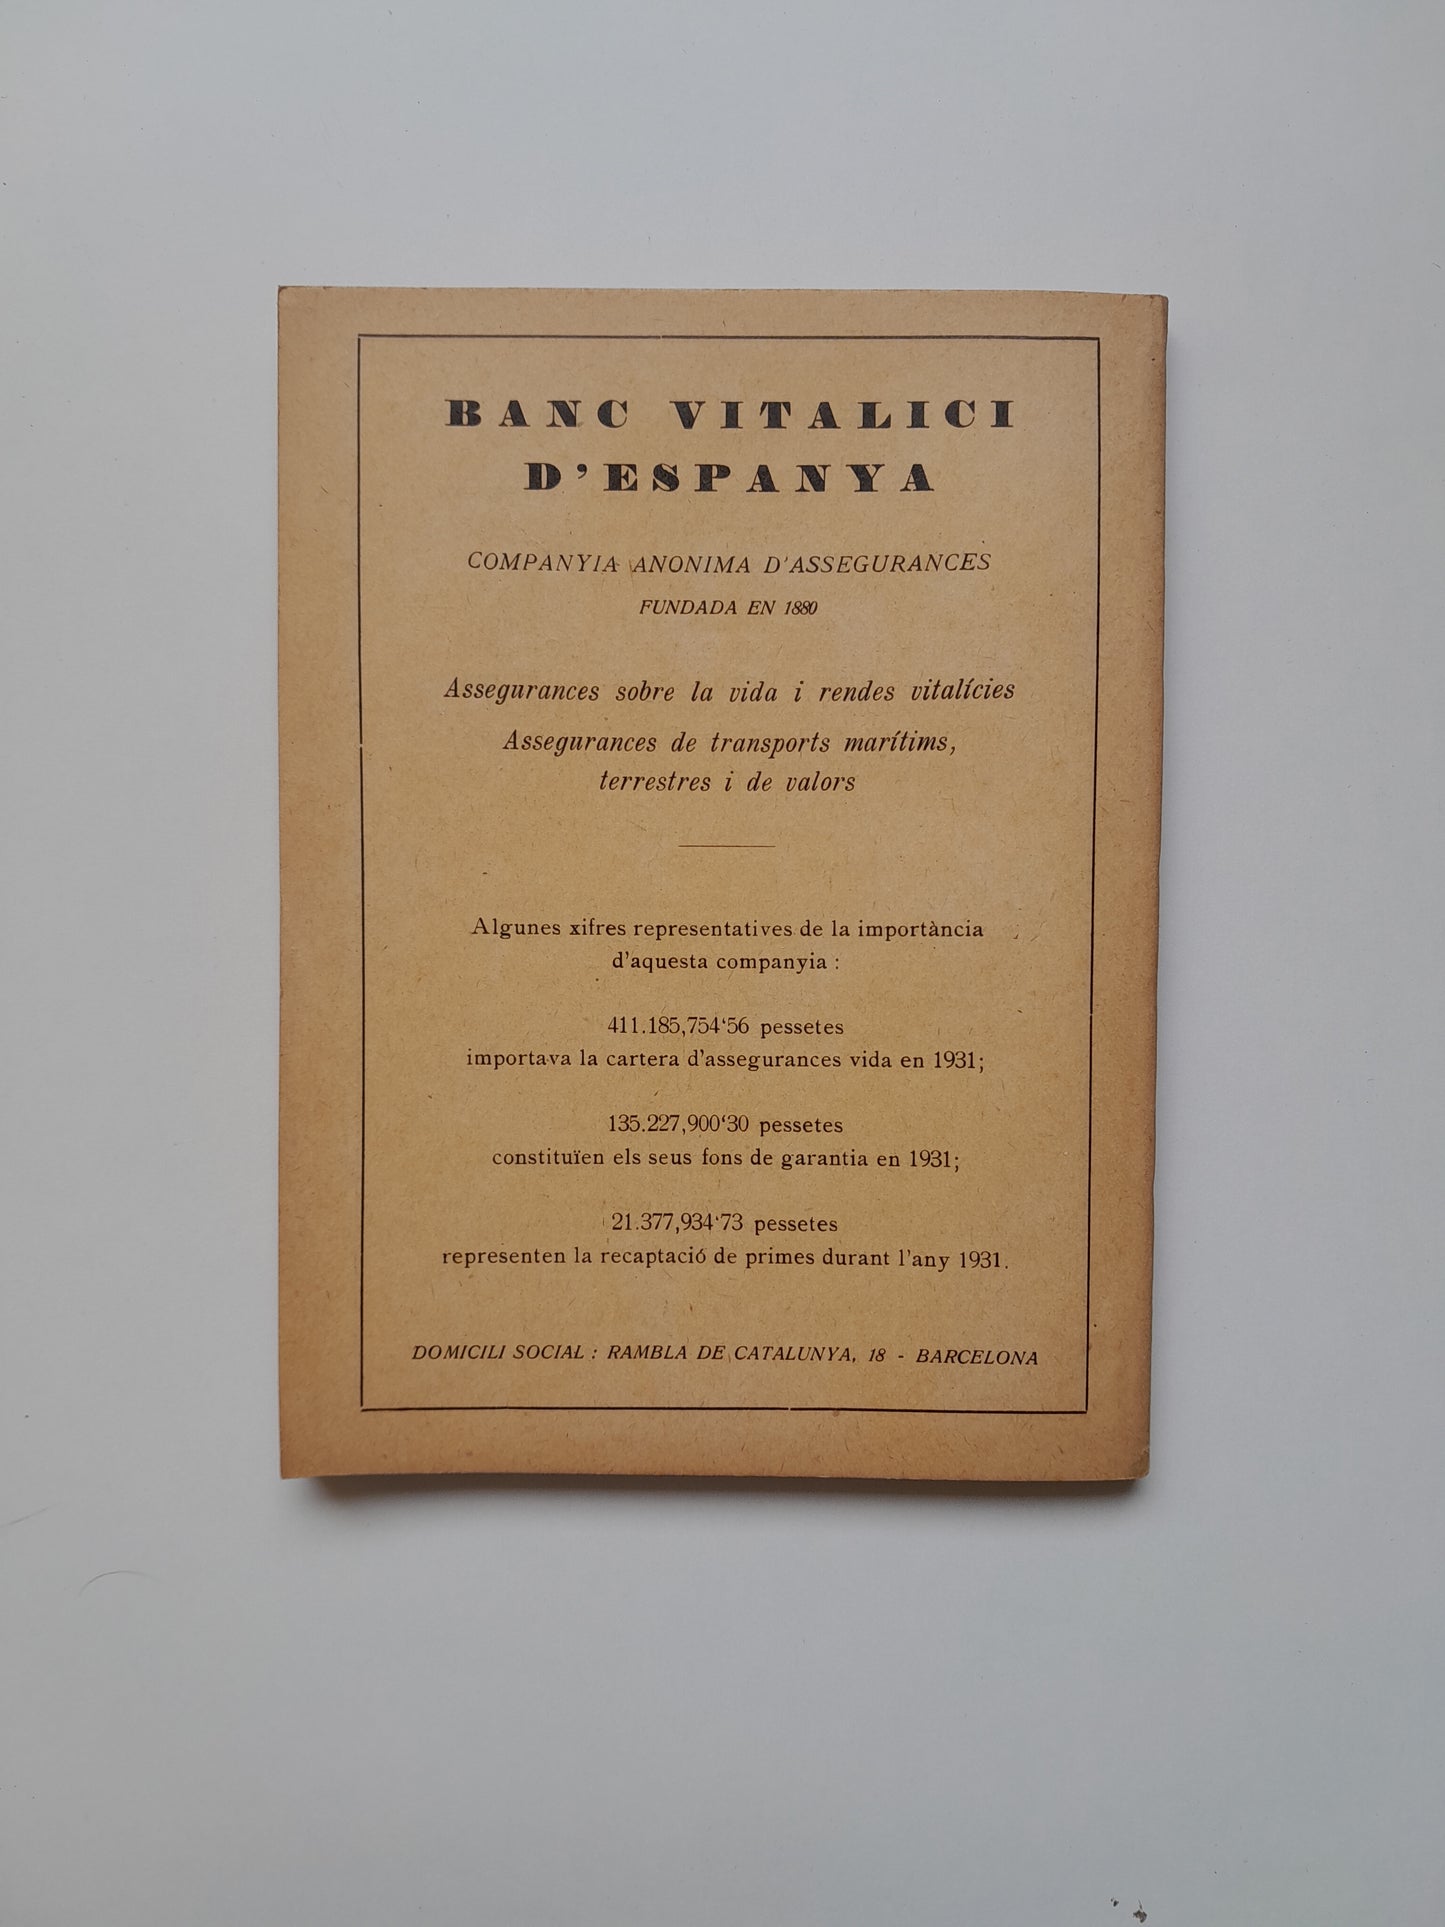 BANC VITALICI
D'ESPANYA
COMPANYIA ANONIMA D'ASSEGURANCES
FUNDADA EN 1880
Assegurances sobre la vida i rendes vitalícies
Assegurances de transports marítims,
terrestres i de valors
Algunes xifres representatives de la importància
d'aquesta companyia :
411.185,754‘56 pessetes
importava la cartera d'assegurances vida en 1931;
135.227,900‘30 pessetes
constituïen els seus fons de garantia en 1931;
21.377,934‘73 pessetes
representen la recaptació de primes durant l'any 1931.
DOMICILI SOCIAL : RAMBLA DE CATALUNYA, 18 - BARCELONA